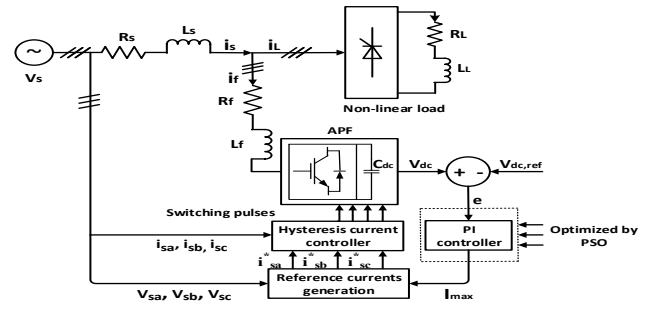 Rs
Ls
is
iL
RL
LL
Vs
if
Rf
Non-linear load
APF
Lf
Cdc
Vdc
+ -
Vdc,ref
e
Switching pulses
Hysteresis current
controller
PI
controller
Optimized by
PSO
isa, isb, isc
i*sa i*sb i*sc
Reference currents
generation
Vsa, Vsb, Vsc
Imax